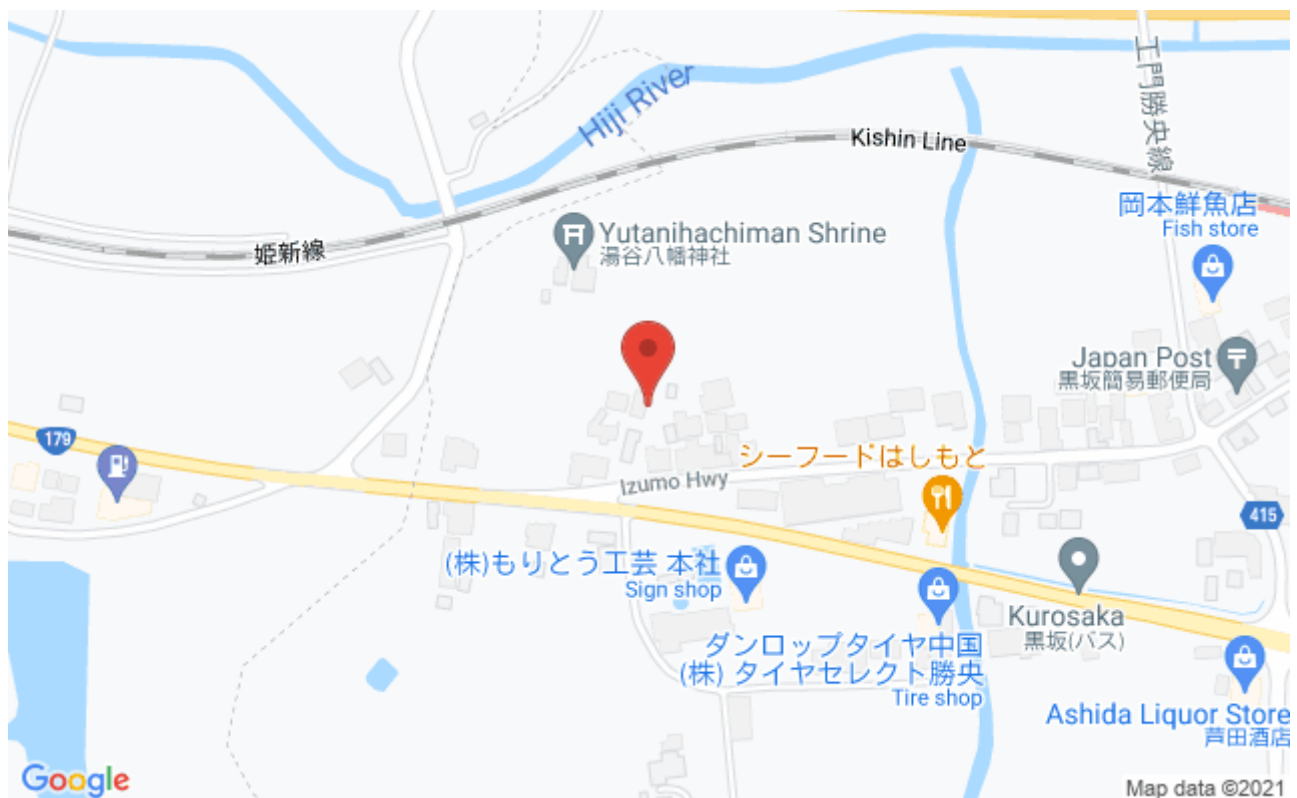 Hiji River
Kishin Line
工門勝央線
岡本鮮魚店
Fish store
姫新線
Yutanihachiman Shrine
湯谷八幡神社
Japan Post
黒坂簡易郵便局
179
シーフードはしもと
Izumo Hwy
415
(株)もりとう工芸 本社
Sign shop
Kurosaka
黒坂(バス)
ダンロップタイヤ中国
(株) タイヤセレクト勝央
Tire shop
Ashida Liquor Store
芦田酒店
Google
Map data ©2021